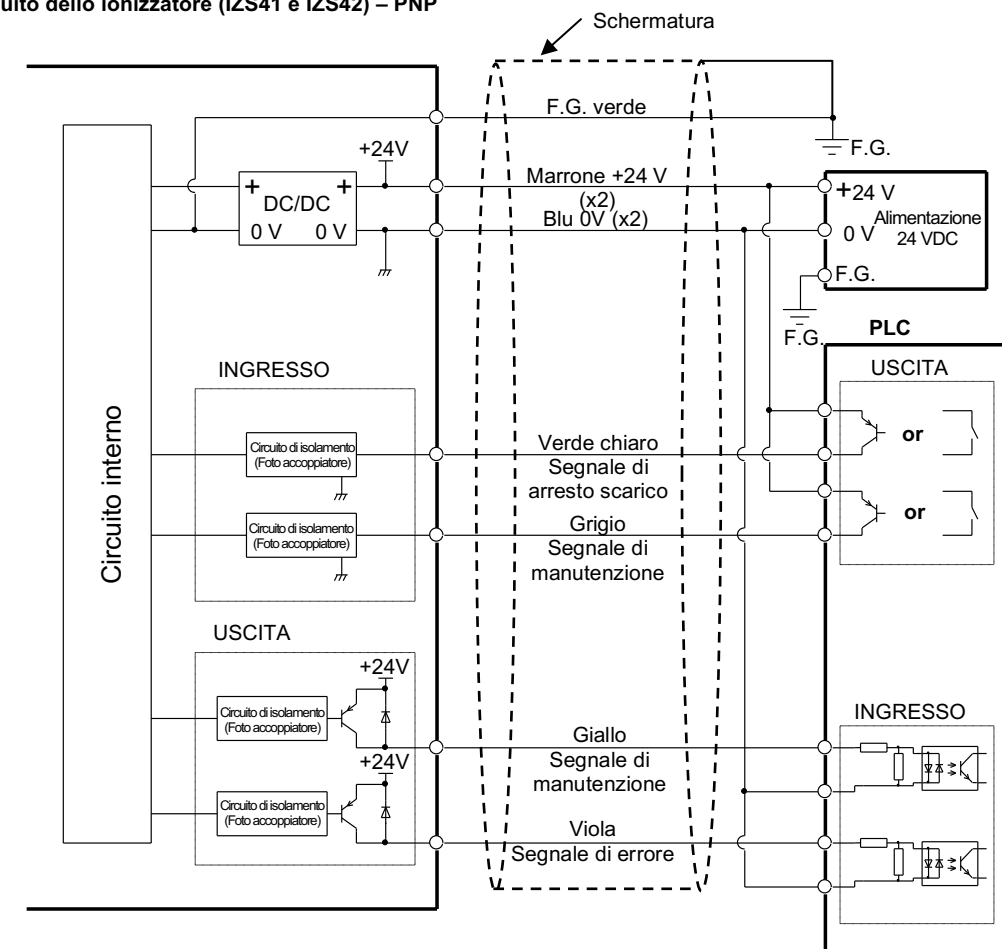 uito dello ionizzatore (IZS41 e IZS42) – PNP
Schermatura
F.G. verde
F.G.
+24V
Marrone +24 V
(x2)
Blu 0V (x2)
+ +
DC/DC
0 V 0 V
+24 V
0 V
Alimentazione
24 VDC
F.G.
F.G.
PLC
Circuito interno
INGRESSO
Circuito di isolamento
(Foto accoppiatore)
Circuito di isolamento
(Foto accoppiatore)
Verde chiaro
Segnale di
arresto scarico
Grigio
Segnale di
manutenzione
USCITA
or
or
USCITA
+24V
Circuito di isolamento
(Foto accoppiatore)
+24V
Circuito di isolamento
(Foto accoppiatore)
Giallo
Segnale di
manutenzione
Viola
Segnale di errore
INGRESSO